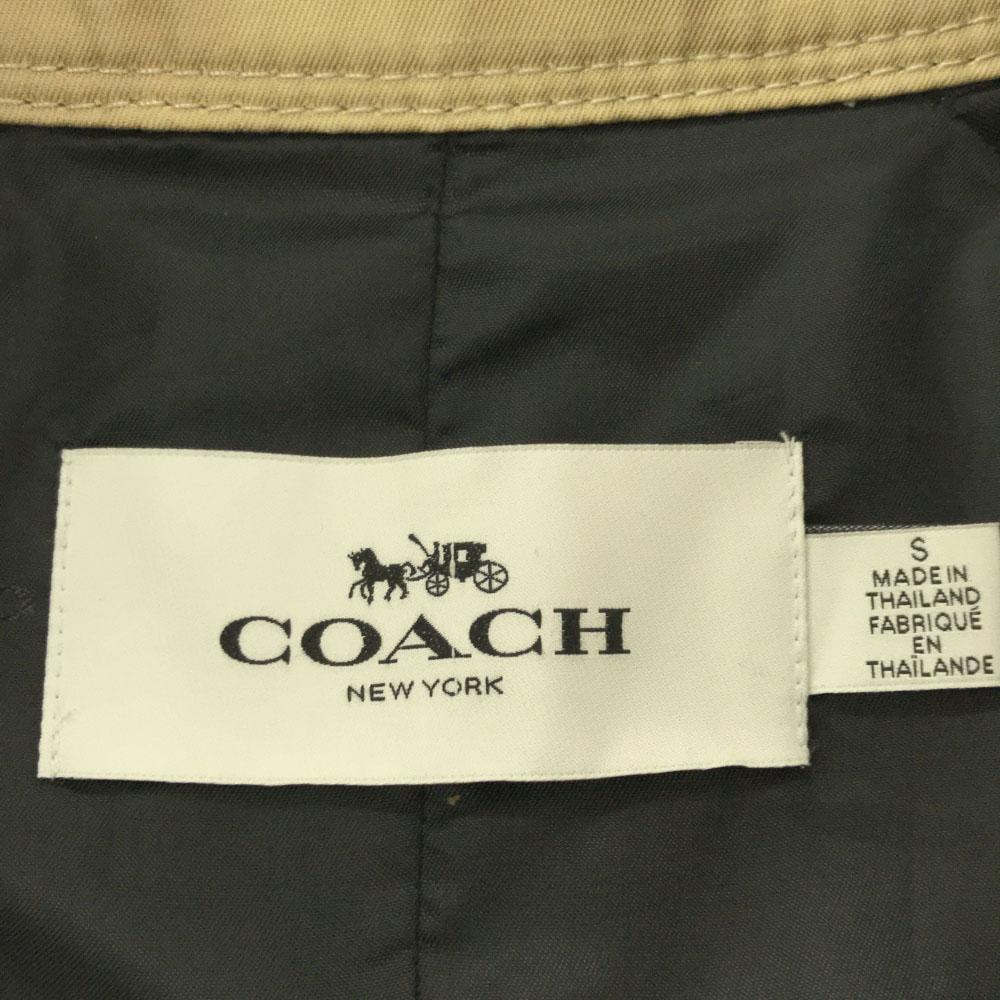 COACH
NEW YORK
S
MADE IN
THAILAND
FABRIQUÉ
EN
THAÏLANDE